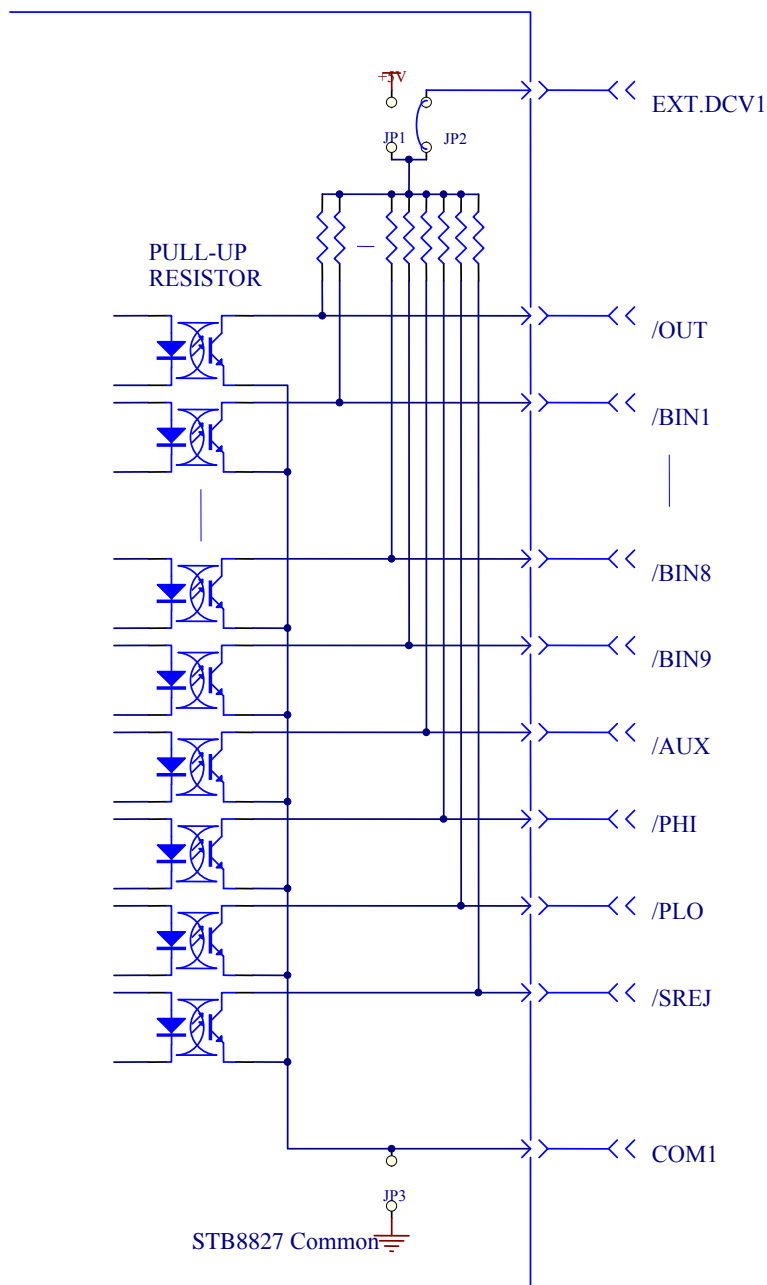 +5V
EXT.DCV1
JP1
JP2
PULL-UP
RESISTOR
/OUT
/BIN1
/BIN8
/BIN9
/AUX
/PHI
/PLO
/SREJ
COM1
JP3
STB8827 Common